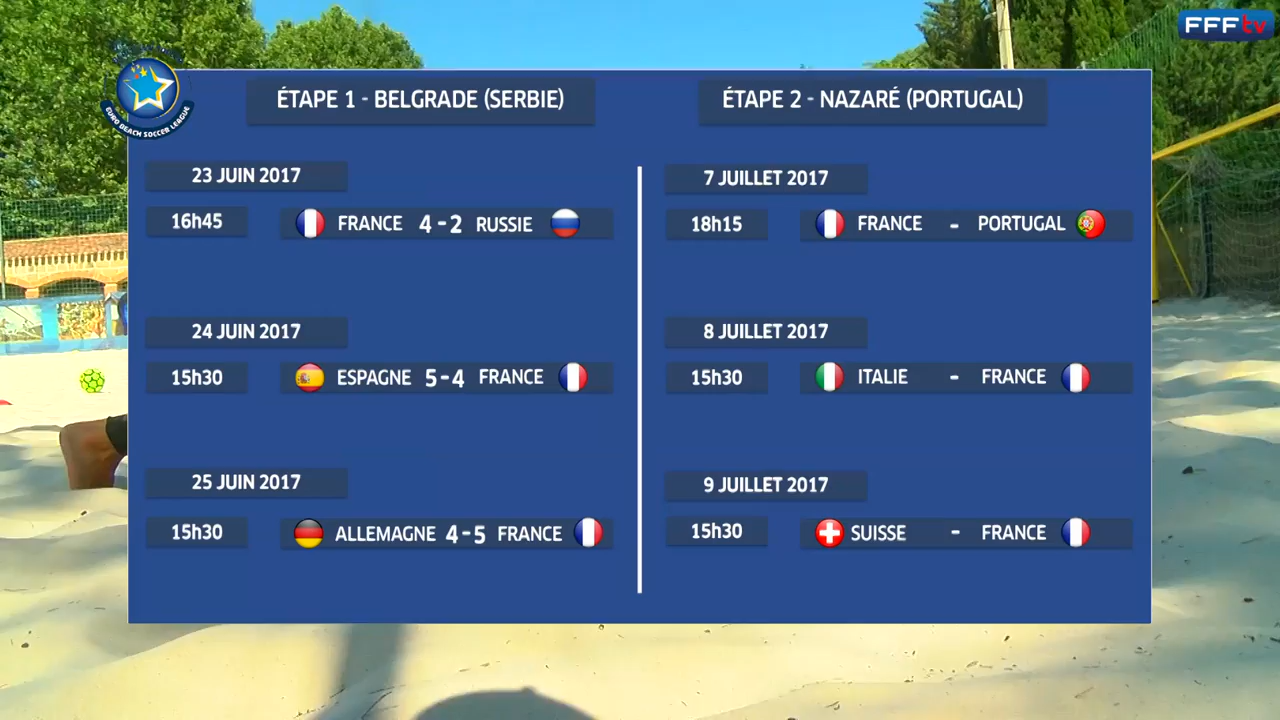 FFFtv
EURO BEACH SOCCER LEAGUE
ÉTAPE 1 - BELGRADE (SERBIE)
23 JUIN 2017
16h45 FRANCE 4 - 2 RUSSIE
24 JUIN 2017
15h30 ESPAGNE 5 - 4 FRANCE
25 JUIN 2017
15h30 ALLEMAGNE 4 - 5 FRANCE
ÉTAPE 2 - NAZARÉ (PORTUGAL)
7 JUILLET 2017
18h15 FRANCE - PORTUGAL
8 JUILLET 2017
15h30 ITALIE - FRANCE
9 JUILLET 2017
15h30 SUISSE - FRANCE